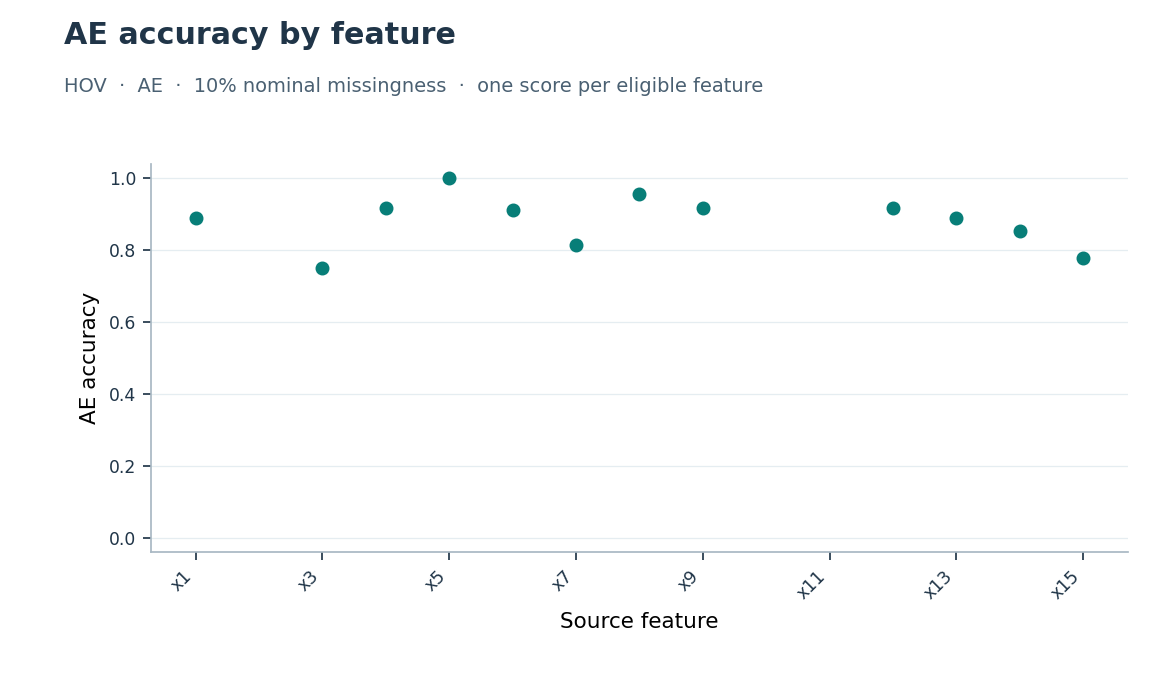 AE accuracy by feature
HOV · AE · 10% nominal missingness · one score per eligible feature
1.0
0.8
0.6
0.4
0.2
0.0
AE accuracy
x1 x3 x5 x7 x9 x11 x13 x15
Source feature